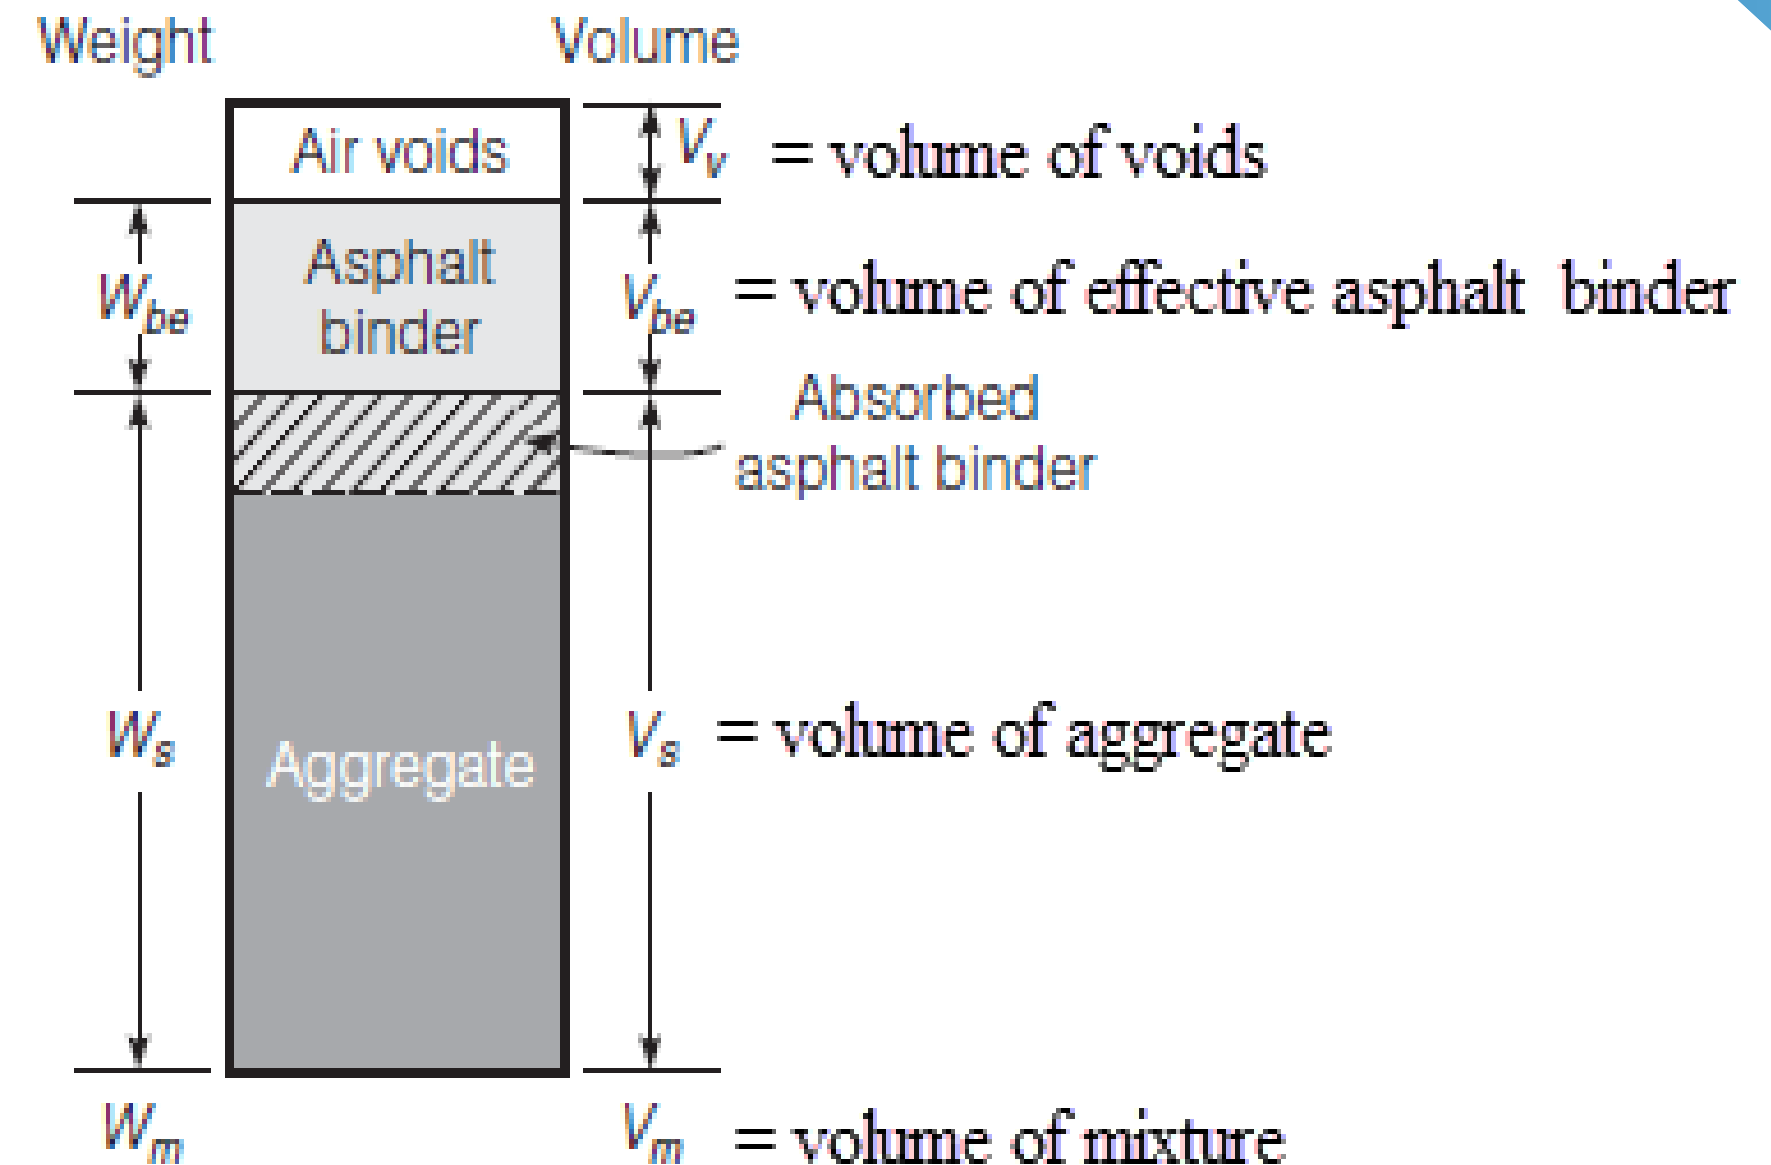 Weight Volume
Air voids
V_v = volume of voids
Asphalt
binder
W_be
V_be = volume of effective asphalt binder
Absorbed
asphalt binder
W_s
Aggregate
V_s = volume of aggregate
W_m
V_m = volume of mixture